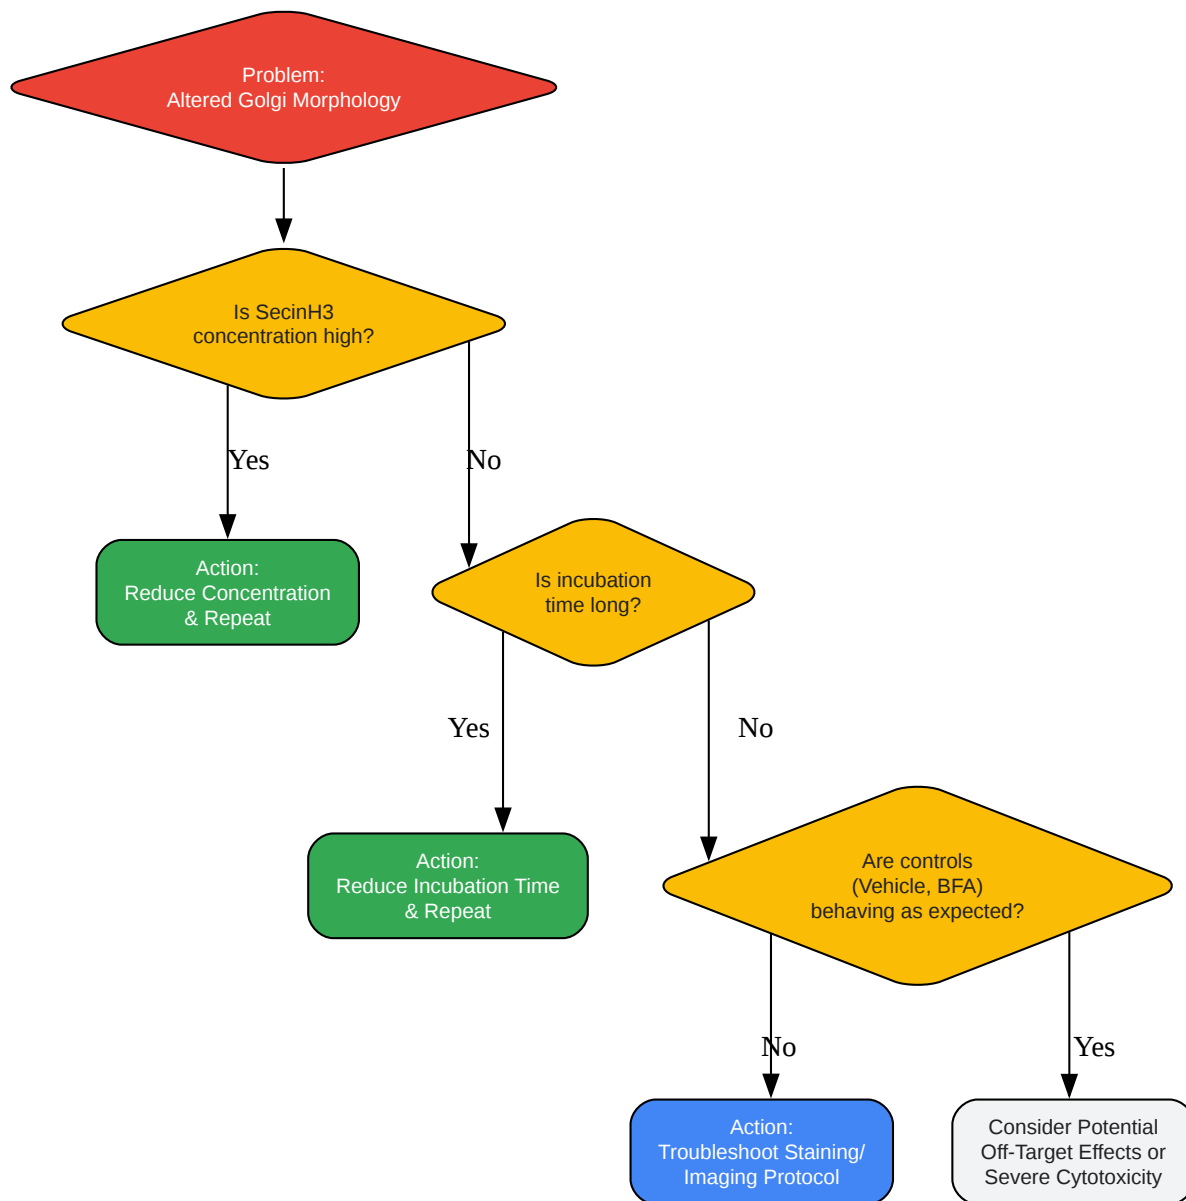 Problem:
Altered Golgi Morphology
Is SecinH3
concentration high?
Yes
No
Action:
Reduce Concentration
& Repeat
Is incubation
time long?
Yes
No
Action:
Reduce Incubation Time
& Repeat
Are controls
(Vehicle, BFA)
behaving as expected?
No
Yes
Action:
Troubleshoot Staining/
Imaging Protocol
Consider Potential
Off-Target Effects or
Severe Cytotoxicity